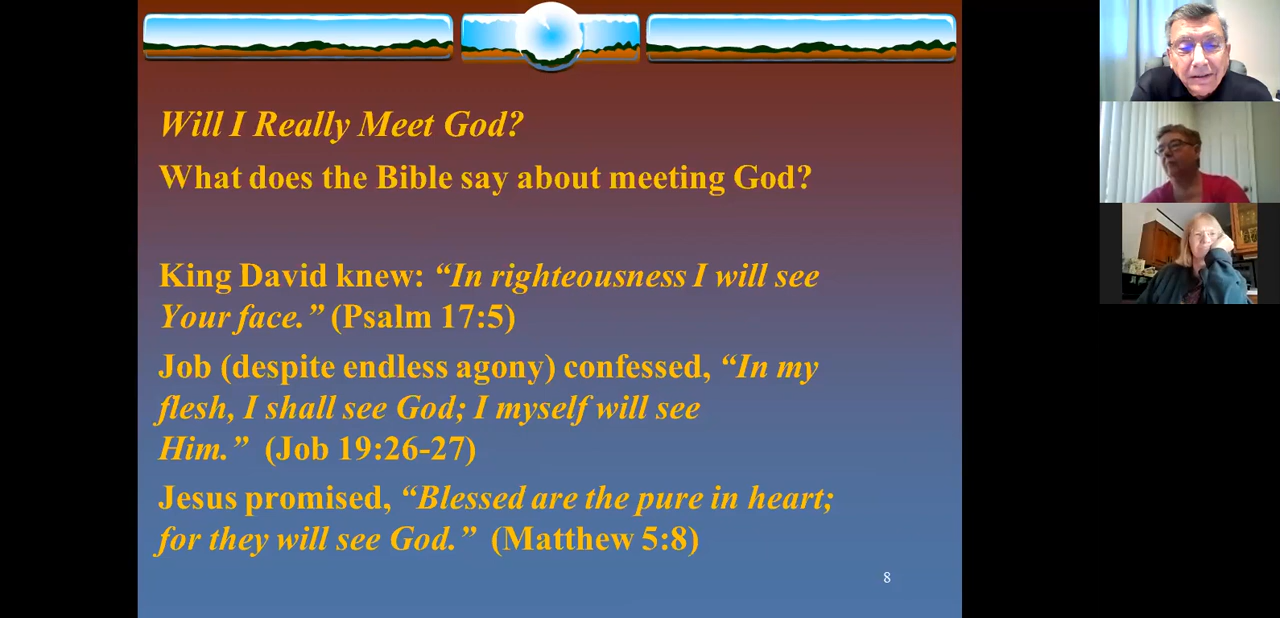 Will I Really Meet God?
What does the Bible say about meeting God?
King David knew: “In righteousness I will see
Your face.” (Psalm 17:5)
Job (despite endless agony) confessed, “In my
flesh, I shall see God; I myself will see
Him.” (Job 19:26-27)
Jesus promised, “Blessed are the pure in heart;
for they will see God.” (Matthew 5:8)
8